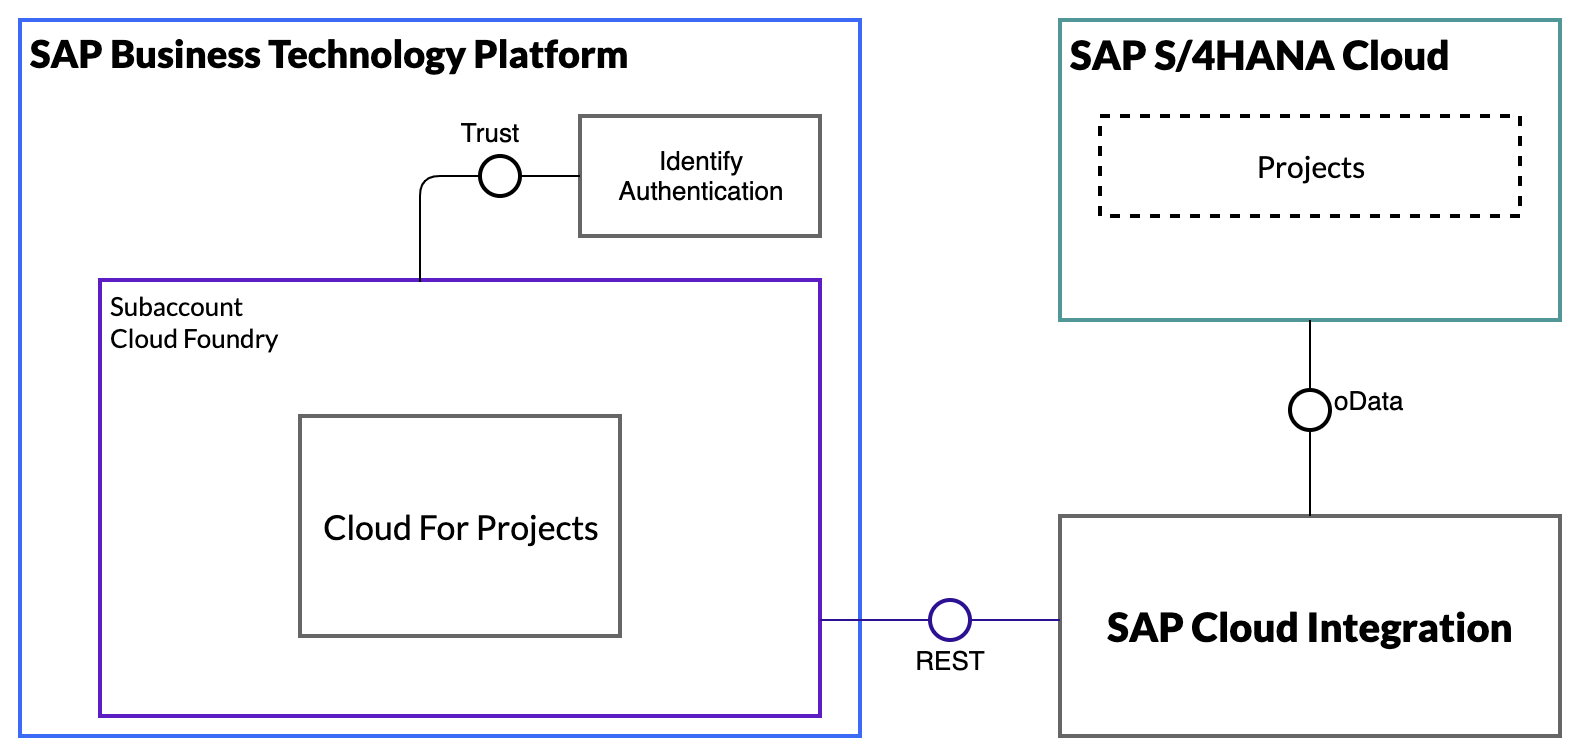 SAP Business Technology Platform
Trust
Identify
Authentication
Subaccount
Cloud Foundry
Cloud For Projects
REST
SAP S/4HANA Cloud
Projects
oData
SAP Cloud Integration